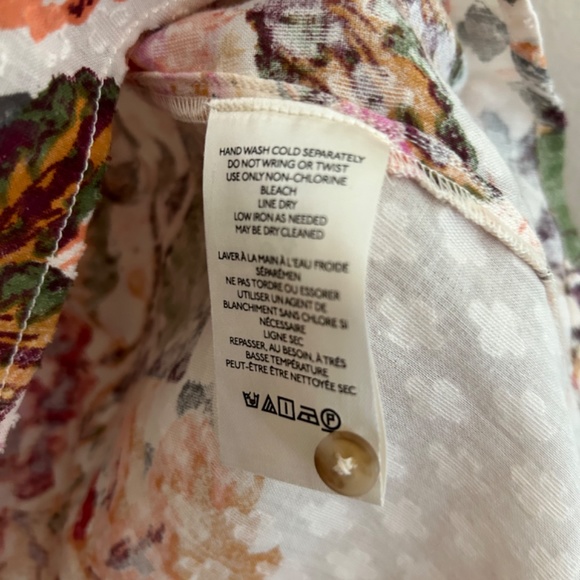 HAND WASH COLD SEPARATELY
DO NOT WRING OR TWIST
USE ONLY NON-CHLORINE
BLEACH
LINE DRY
LOW IRON AS NEEDED
MAY BE DRY CLEANED
LAVER À LA MAIN À L'EAU FROIDE
SÉPARÉMEN
NE PAS TORDRE OU ESSORER
UTILISER UN AGENT DE
BLANCHIMENT SANS CHLORE SI
NÉCESSAIRE
LIGNE SEC
REPASSER, AU BESOIN, À TRÈS
BASSE TEMPÉRATURE
PEUT-ÊTRE ÊTRE NETTOYÉE SEC
P